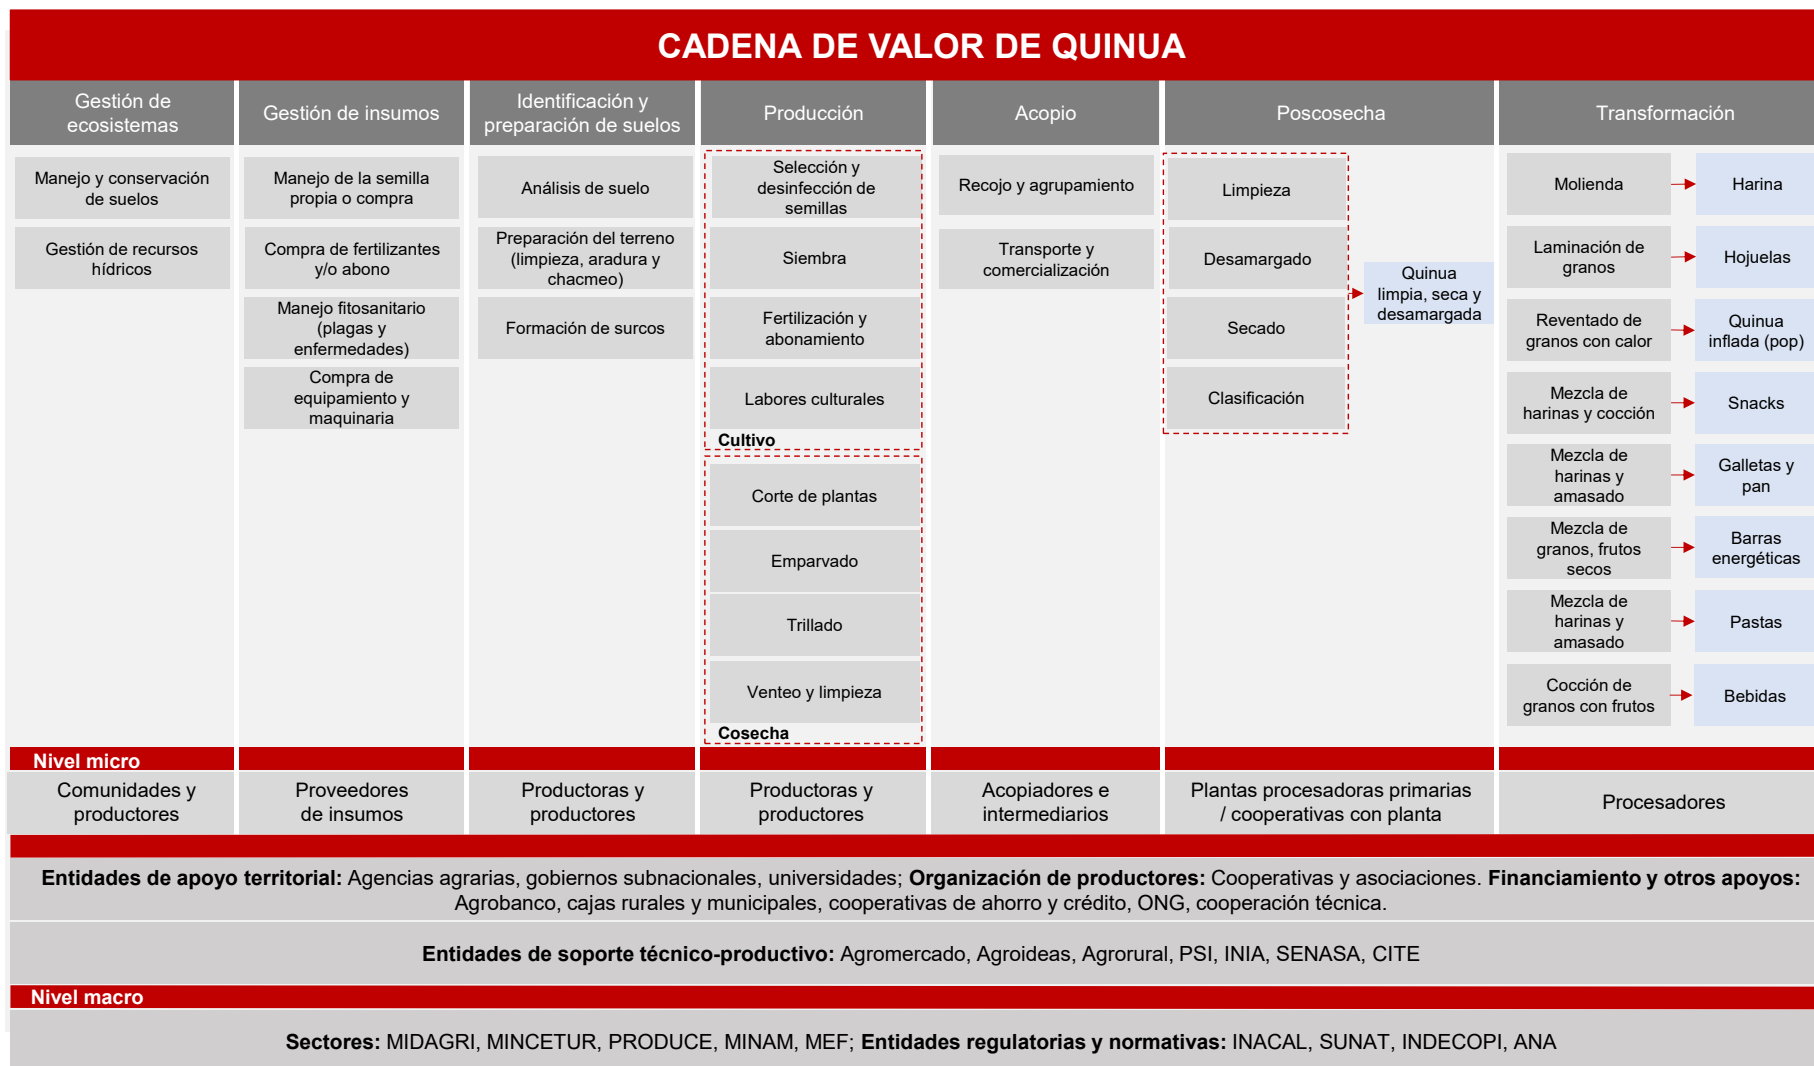 CADENA DE VALOR DE QUINUA
Gestión de
ecosistemas
Gestión de insumos
Identificación y
preparación de suelos
Producción
Acopio
Poscosecha
Transformación
Manejo y conservación
de suelos
Gestión de recursos
hídricos
Manejo de la semilla
propia o compra
Compra de fertilizantes
y/o abono
Manejo fitosanitario
(plagas y
enfermedades)
Compra de
equipamiento y
maquinaria
Análisis de suelo
Preparación del terreno
(limpieza, aradura y
chacmeo)
Formación de surcos
Selección y
desinfección de
semillas
Siembra
Fertilización y
abonamiento
Labores culturales
Cultivo
Corte de plantas
Emparvado
Trillado
Venteo y limpieza
Cosecha
Recojo y agrupamiento
Transporte y
comercialización
Limpieza
Desamargado
Secado
Clasificación
Quinua
limpia, seca y
desamargada
Molienda
Harina
Laminación de
granos
Hojuelas
Reventado de
granos con calor
Quinua
inflada (pop)
Mezcla de
harinas y cocción
Snacks
Mezcla de
harinas y
amasado
Galletas y
pan
Mezcla de
granos, frutos
secos
Barras
energéticas
Mezcla de
harinas y
amasado
Pastas
Cocción de
granos con frutos
Bebidas
Nivel micro
Comunidades y
productores
Proveedores
de insumos
Productoras y
productores
Productoras y
productores
Acopiadores e
intermediarios
Plantas procesadoras primarias
/ cooperativas con planta
Procesadores
Entidades de apoyo territorial: Agencias agrarias, gobiernos subnacionales, universidades; Organización de productores: Cooperativas y asociaciones. Financiamiento y otros apoyos:
Agrobanco, cajas rurales y municipales, cooperativas de ahorro y crédito, ONG, cooperación técnica.
Entidades de soporte técnico-productivo: Agromercado, Agroideas, Agrorural, PSI, INIA, SENASA, CITE
Nivel macro
Sectores: MIDAGRI, MINCETUR, PRODUCE, MINAM, MEF; Entidades regulatorias y normativas: INACAL, SUNAT, INDECOPI, ANA